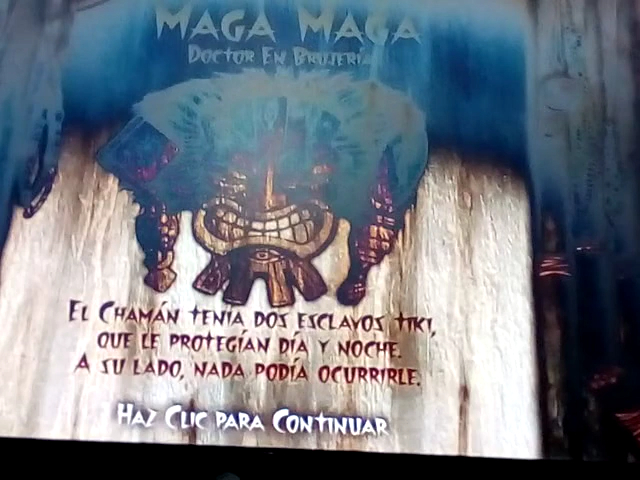 Maga Maga
Doctor En Brujería
El Chamán tenía dos esclavos tiki,
que le protegían día y noche.
A su lado, nada podía ocurrirle.
Haz Clic para Continuar